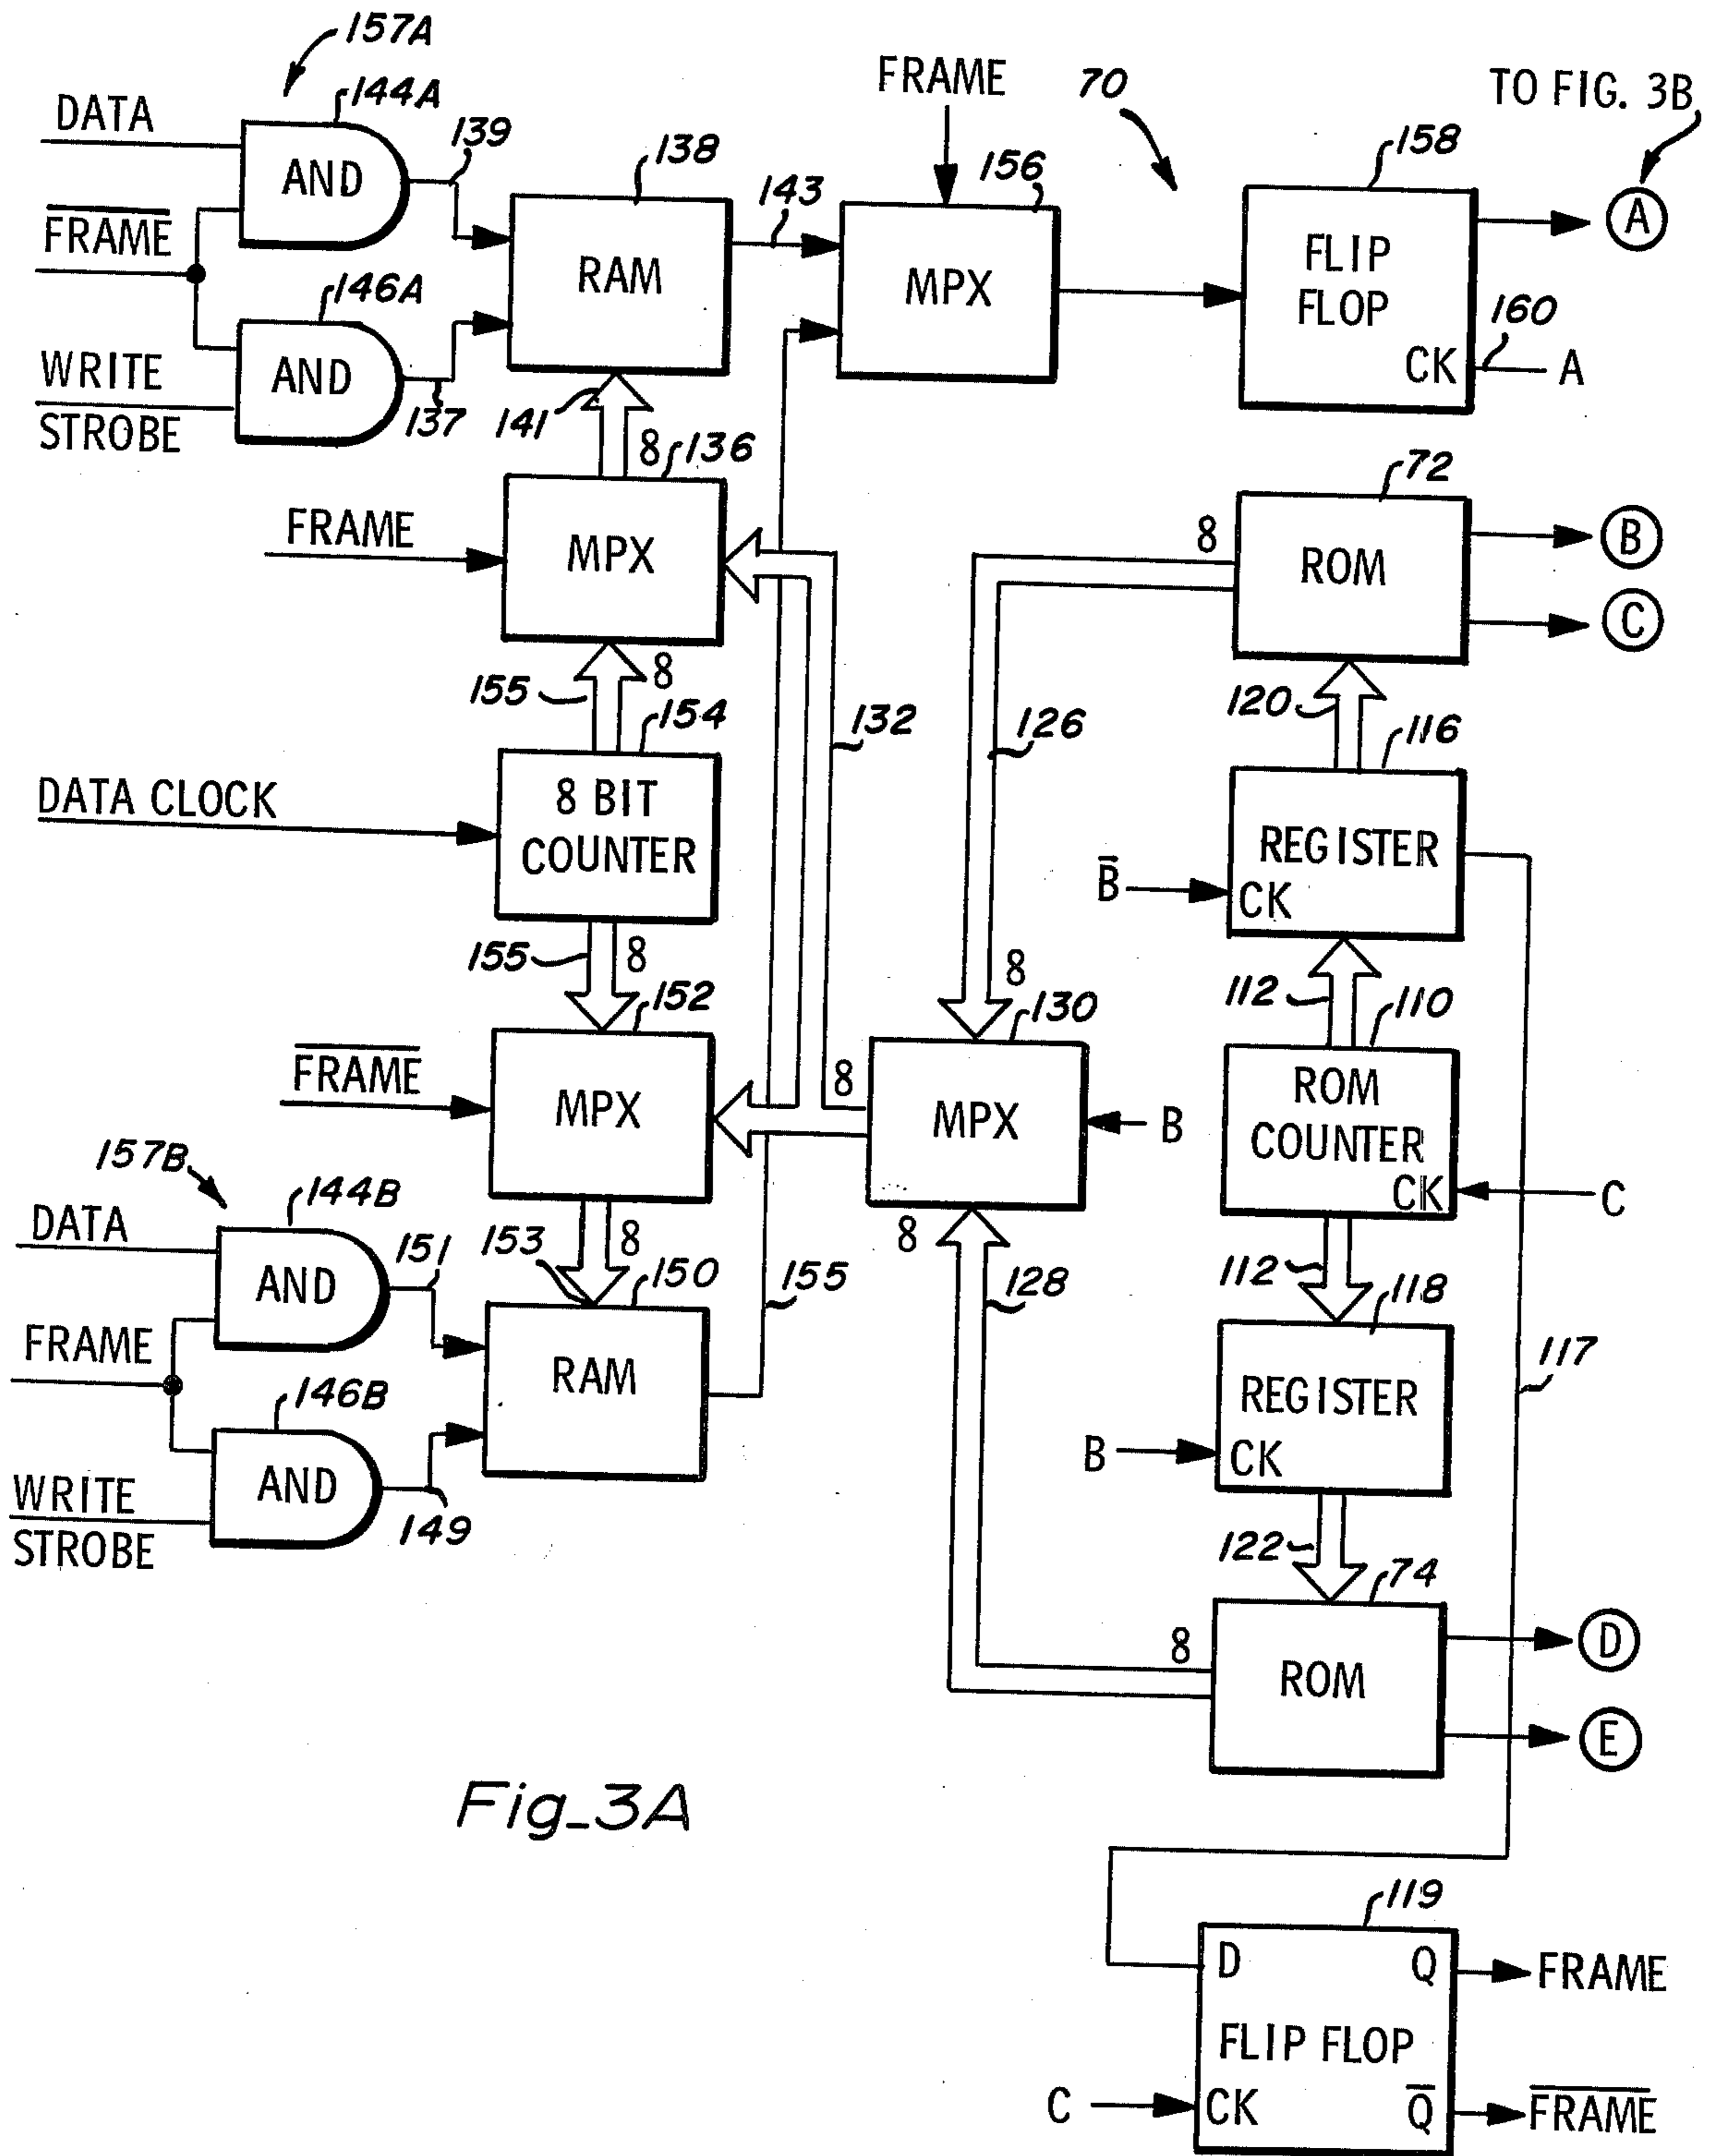 157A
FRAME
70
TO FIG. 3B
DATA
144A
139
138
143
156
158
AND
A
FRAME
RAM
MPX
FLIP
FLOP
146A
160
WRITE
STROBE
AND
137
141
8
CK
A
136
72
FRAME
MPX
8
ROM
B
C
155
8
154
132
126
120
116
DATA CLOCK
8 BIT
COUNTER
REGISTER
B̅
CK
155
8
152
8
130
112
110
FRAME
MPX
8
MPX
B
ROM
COUNTER
CK
C
157B
144B
DATA
151
153
8
150
155
8
128
112
118
AND
FRAME
RAM
117
146B
REGISTER
B
CK
WRITE
STROBE
AND
149
122
74
8
ROM
D
E
Fig_3A
119
D
Q
FRAME
FLIP FLOP
C
CK
Q̅
FRAME